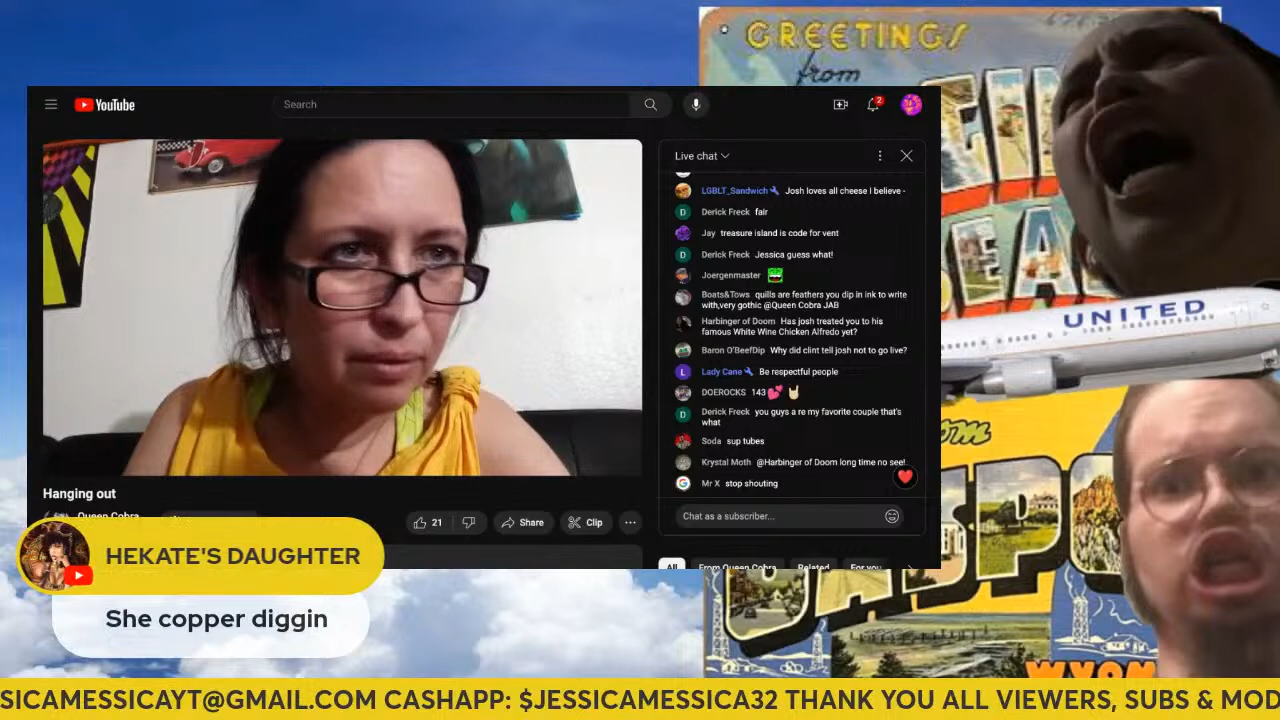 GREETINGS
from
YouTube
Search
2
Live chat
LGBLT_Sandwich Josh loves all cheese I believe -
Derick Freck fair
Jay treasure island is code for vent
Derick Freck Jessica guess what!
Joergenmaster
Boats&Tows quills are feathers you dip in ink to write
with,very gothic @Queen Cobra JAB
Harbinger of Doom Has josh treated you to his
famous White Wine Chicken Alfredo yet?
Baron O'BeefDip Why did clint tell josh not to go live?
L Lady Cane Be respectful people
DOEROCKS 143
Derick Freck you guys a re my favorite couple that's
what
Soda sup tubes
Krystal Moth @Harbinger of Doom long time no see!
Mr X stop shouting
Chat as a subscriber...
Hanging out
Queen Cobra
21
Share
Clip
All From Queen Cobra Related For you
UNITED
HEKATE'S DAUGHTER
She copper diggin
SICAMESSICAYT@GMAIL.COM CASHAPP: $JESSICAMESSICA32 THANK YOU ALL VIEWERS, SUBS & MOD